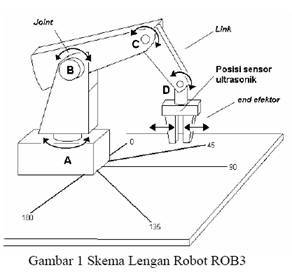 Joint
Link
C
B
Posisi sensor
ultrasonik
D
end efektor
A
0
45
90
135
180
Gambar 1 Skema Lengan Robot ROB3